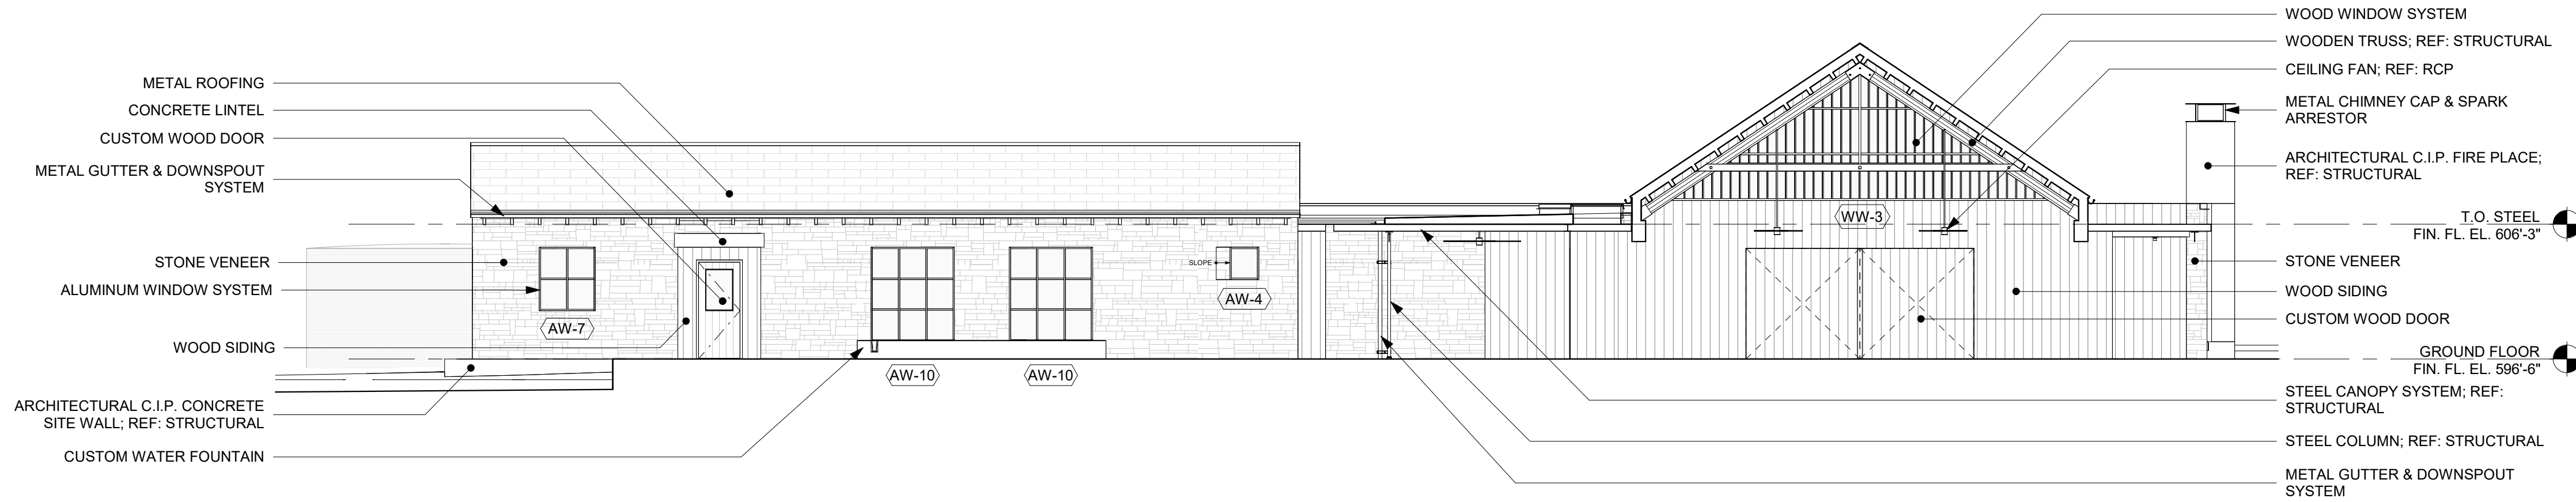 METAL ROOFING
CONCRETE LINTEL
CUSTOM WOOD DOOR
METAL GUTTER & DOWNSPOUT
SYSTEM
STONE VENEER
ALUMINUM WINDOW SYSTEM
WOOD SIDING
ARCHITECTURAL C.I.P. CONCRETE
SITE WALL; REF: STRUCTURAL
CUSTOM WATER FOUNTAIN
AW-7
AW-10
AW-10
SLOPE
AW-4
WW-3
WOOD WINDOW SYSTEM
WOODEN TRUSS; REF: STRUCTURAL
CEILING FAN; REF: RCP
METAL CHIMNEY CAP & SPARK
ARRESTOR
ARCHITECTURAL C.I.P. FIRE PLACE;
REF: STRUCTURAL
T.O. STEEL
FIN. FL. EL. 606'-3"
STONE VENEER
WOOD SIDING
CUSTOM WOOD DOOR
GROUND FLOOR
FIN. FL. EL. 596'-6"
STEEL CANOPY SYSTEM; REF:
STRUCTURAL
STEEL COLUMN; REF: STRUCTURAL
METAL GUTTER & DOWNSPOUT
SYSTEM